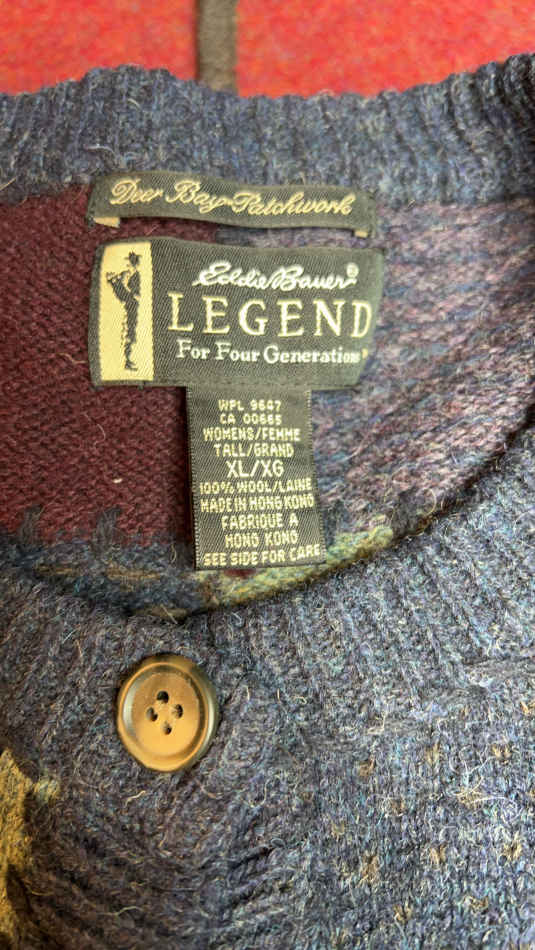 Deer Bay Patchwork
Eddie Bauer®
LEGEND
For Four Generations®
WPL 9647
CA 00665
WOMENS/FEMME
TALL/GRAND
XL/XG
100% WOOL/LAINE
MADE IN HONG KONG
FABRIQUE A
HONG KONG
SEE SIDE FOR CARE